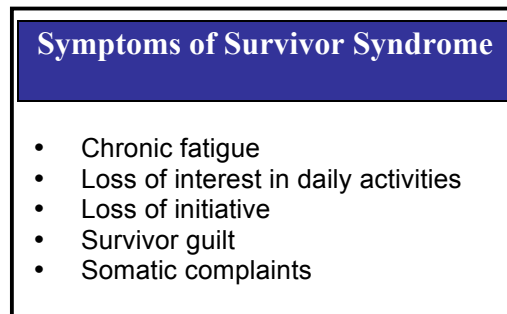 Symptoms of Survivor Syndrome
• Chronic fatigue
• Loss of interest in daily activities
• Loss of initiative
• Survivor guilt
• Somatic complaints